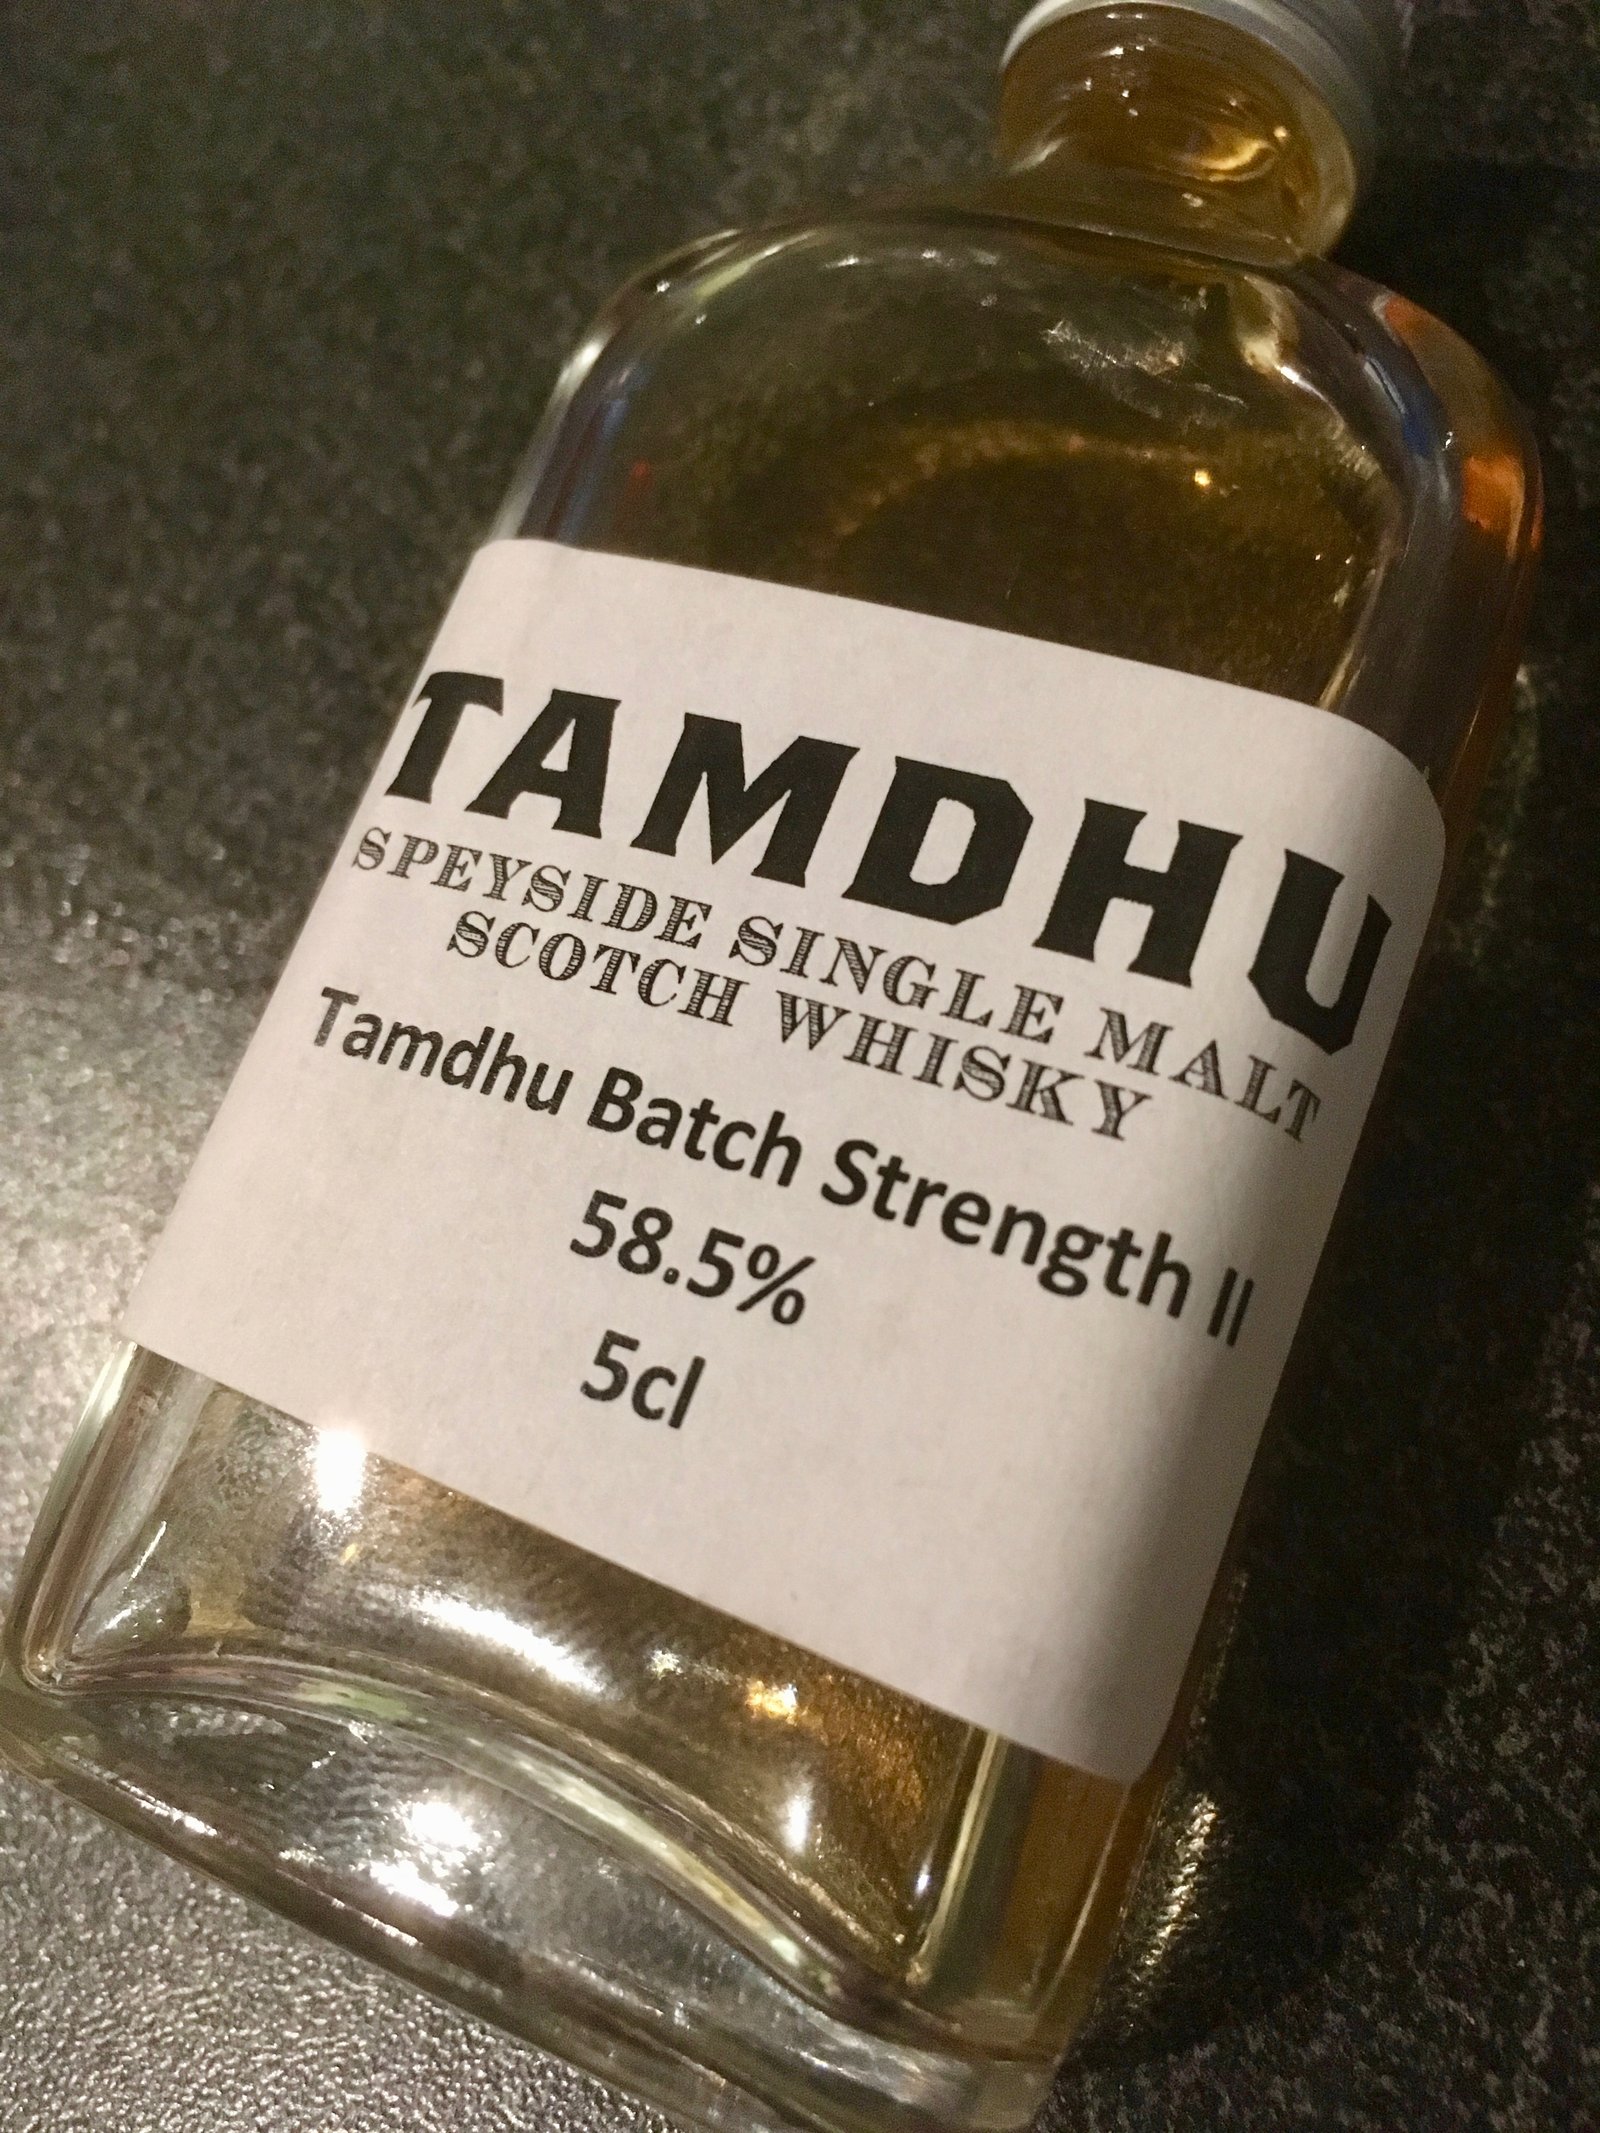 TAMDHU
SPEYSIDE SINGLE MALT
SCOTCH WHISKY
Tamdhu Batch Strength II
58.5%
5cl